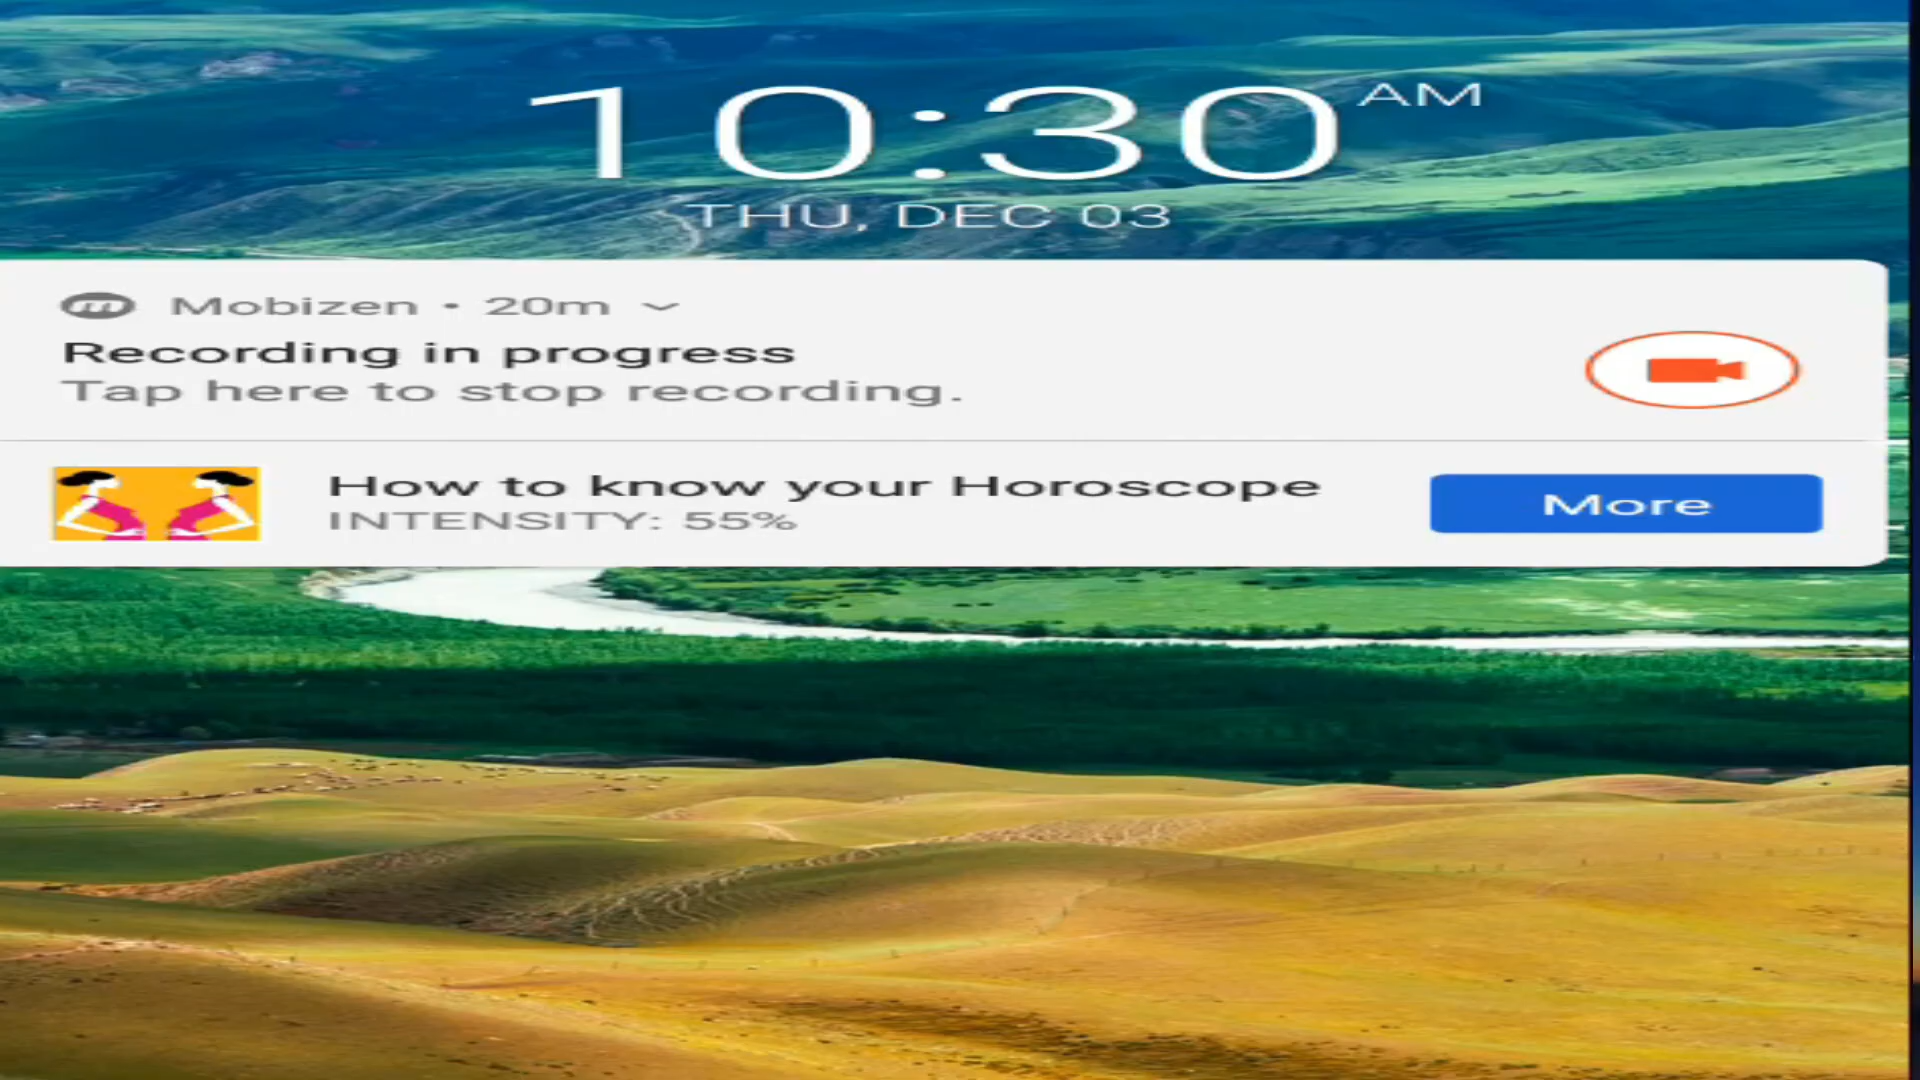 10:30 AM
THU, DEC 03
Mobizen • 20m
Recording in progress
Tap here to stop recording.
How to know your Horoscope
INTENSITY: 55%
More